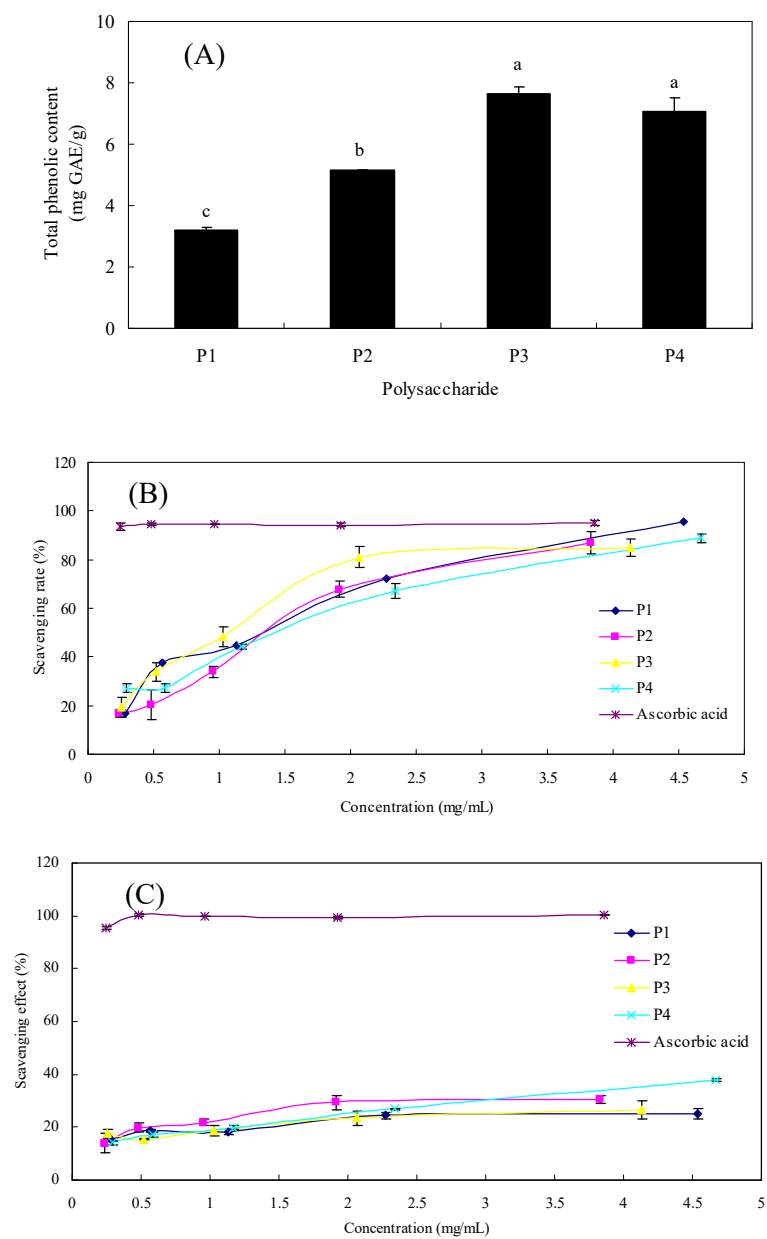 (A)
Total phenolic content
(mg GAE/g)
10
8
6
4
2
0
c
b
a
a
P1 P2 P3 P4
Polysaccharide
(B)
Scavenging rate (%)
120
100
80
60
40
20
0
P1
P2
P3
P4
Ascorbic acid
0 0.5 1 1.5 2 2.5 3 3.5 4 4.5 5
Concentration (mg/mL)
(C)
Scavenging effect (%)
120
100
80
60
40
20
0
P1
P2
P3
P4
Ascorbic acid
0 0.5 1 1.5 2 2.5 3 3.5 4 4.5 5
Concentration (mg/mL)